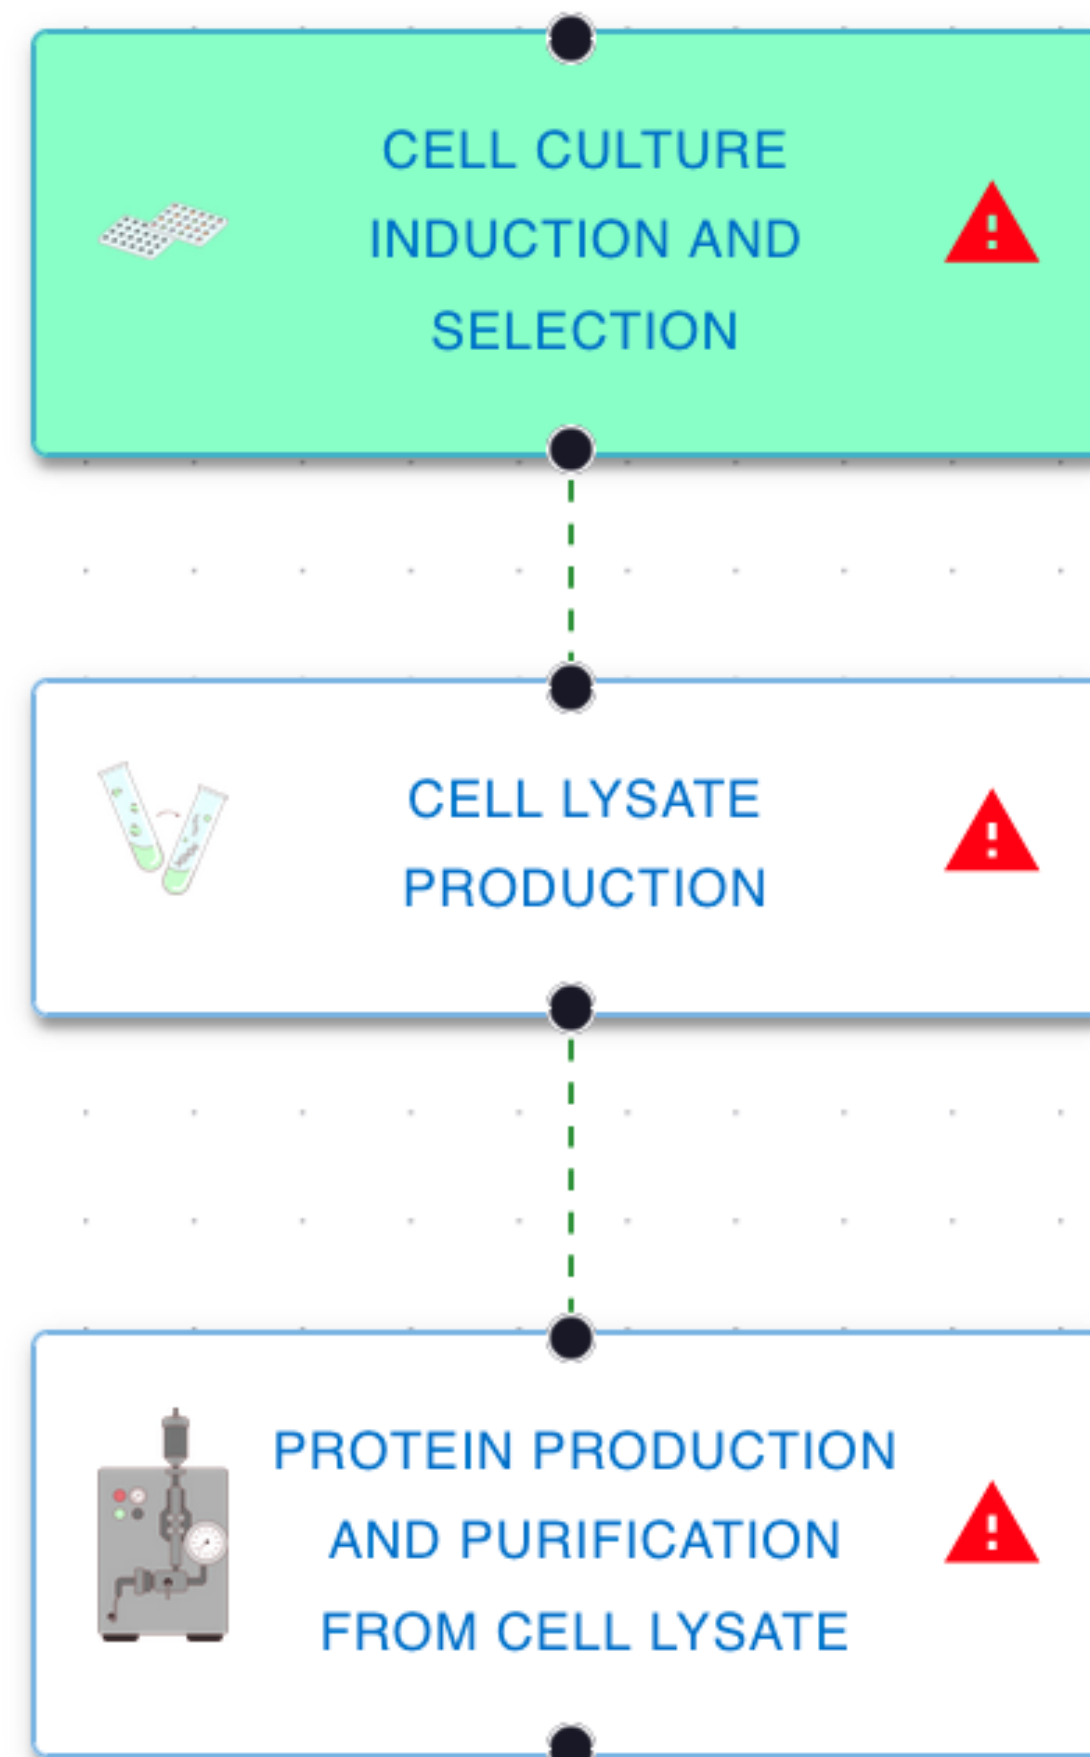 CELL CULTURE
INDUCTION AND
SELECTION
CELL LYSATE
PRODUCTION
PROTEIN PRODUCTION
AND PURIFICATION
FROM CELL LYSATE